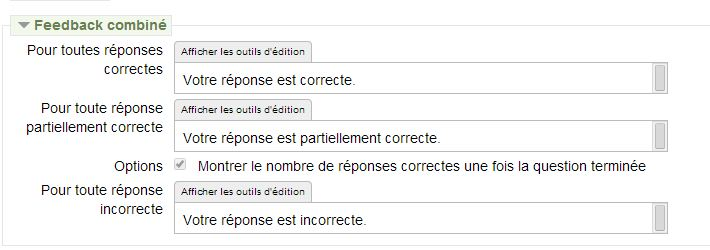 Feedback combiné
Pour toutes réponses
correctes
Afficher les outils d'édition
Votre réponse est correcte.
Pour toute réponse
partiellement correcte
Afficher les outils d'édition
Votre réponse est partiellement correcte.
Options
Montrer le nombre de réponses correctes une fois la question terminée
Pour toute réponse
incorrecte
Afficher les outils d'édition
Votre réponse est incorrecte.